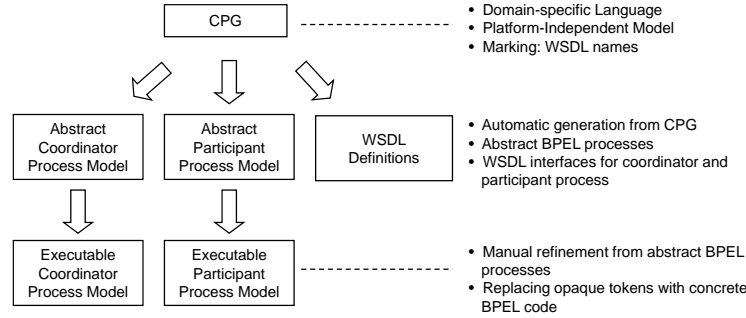 CPG
• Domain-specific Language
• Platform-Independent Model
• Marking: WSDL names
Abstract
Coordinator
Process Model
Abstract
Participant
Process Model
WSDL
Definitions
• Automatic generation from CPG
• Abstract BPEL processes
• WSDL interfaces for coordinator and
participant process
Executable
Coordinator
Process Model
Executable
Participant
Process Model
• Manual refinement from abstract BPEL
processes
• Replacing opaque tokens with concrete
BPEL code